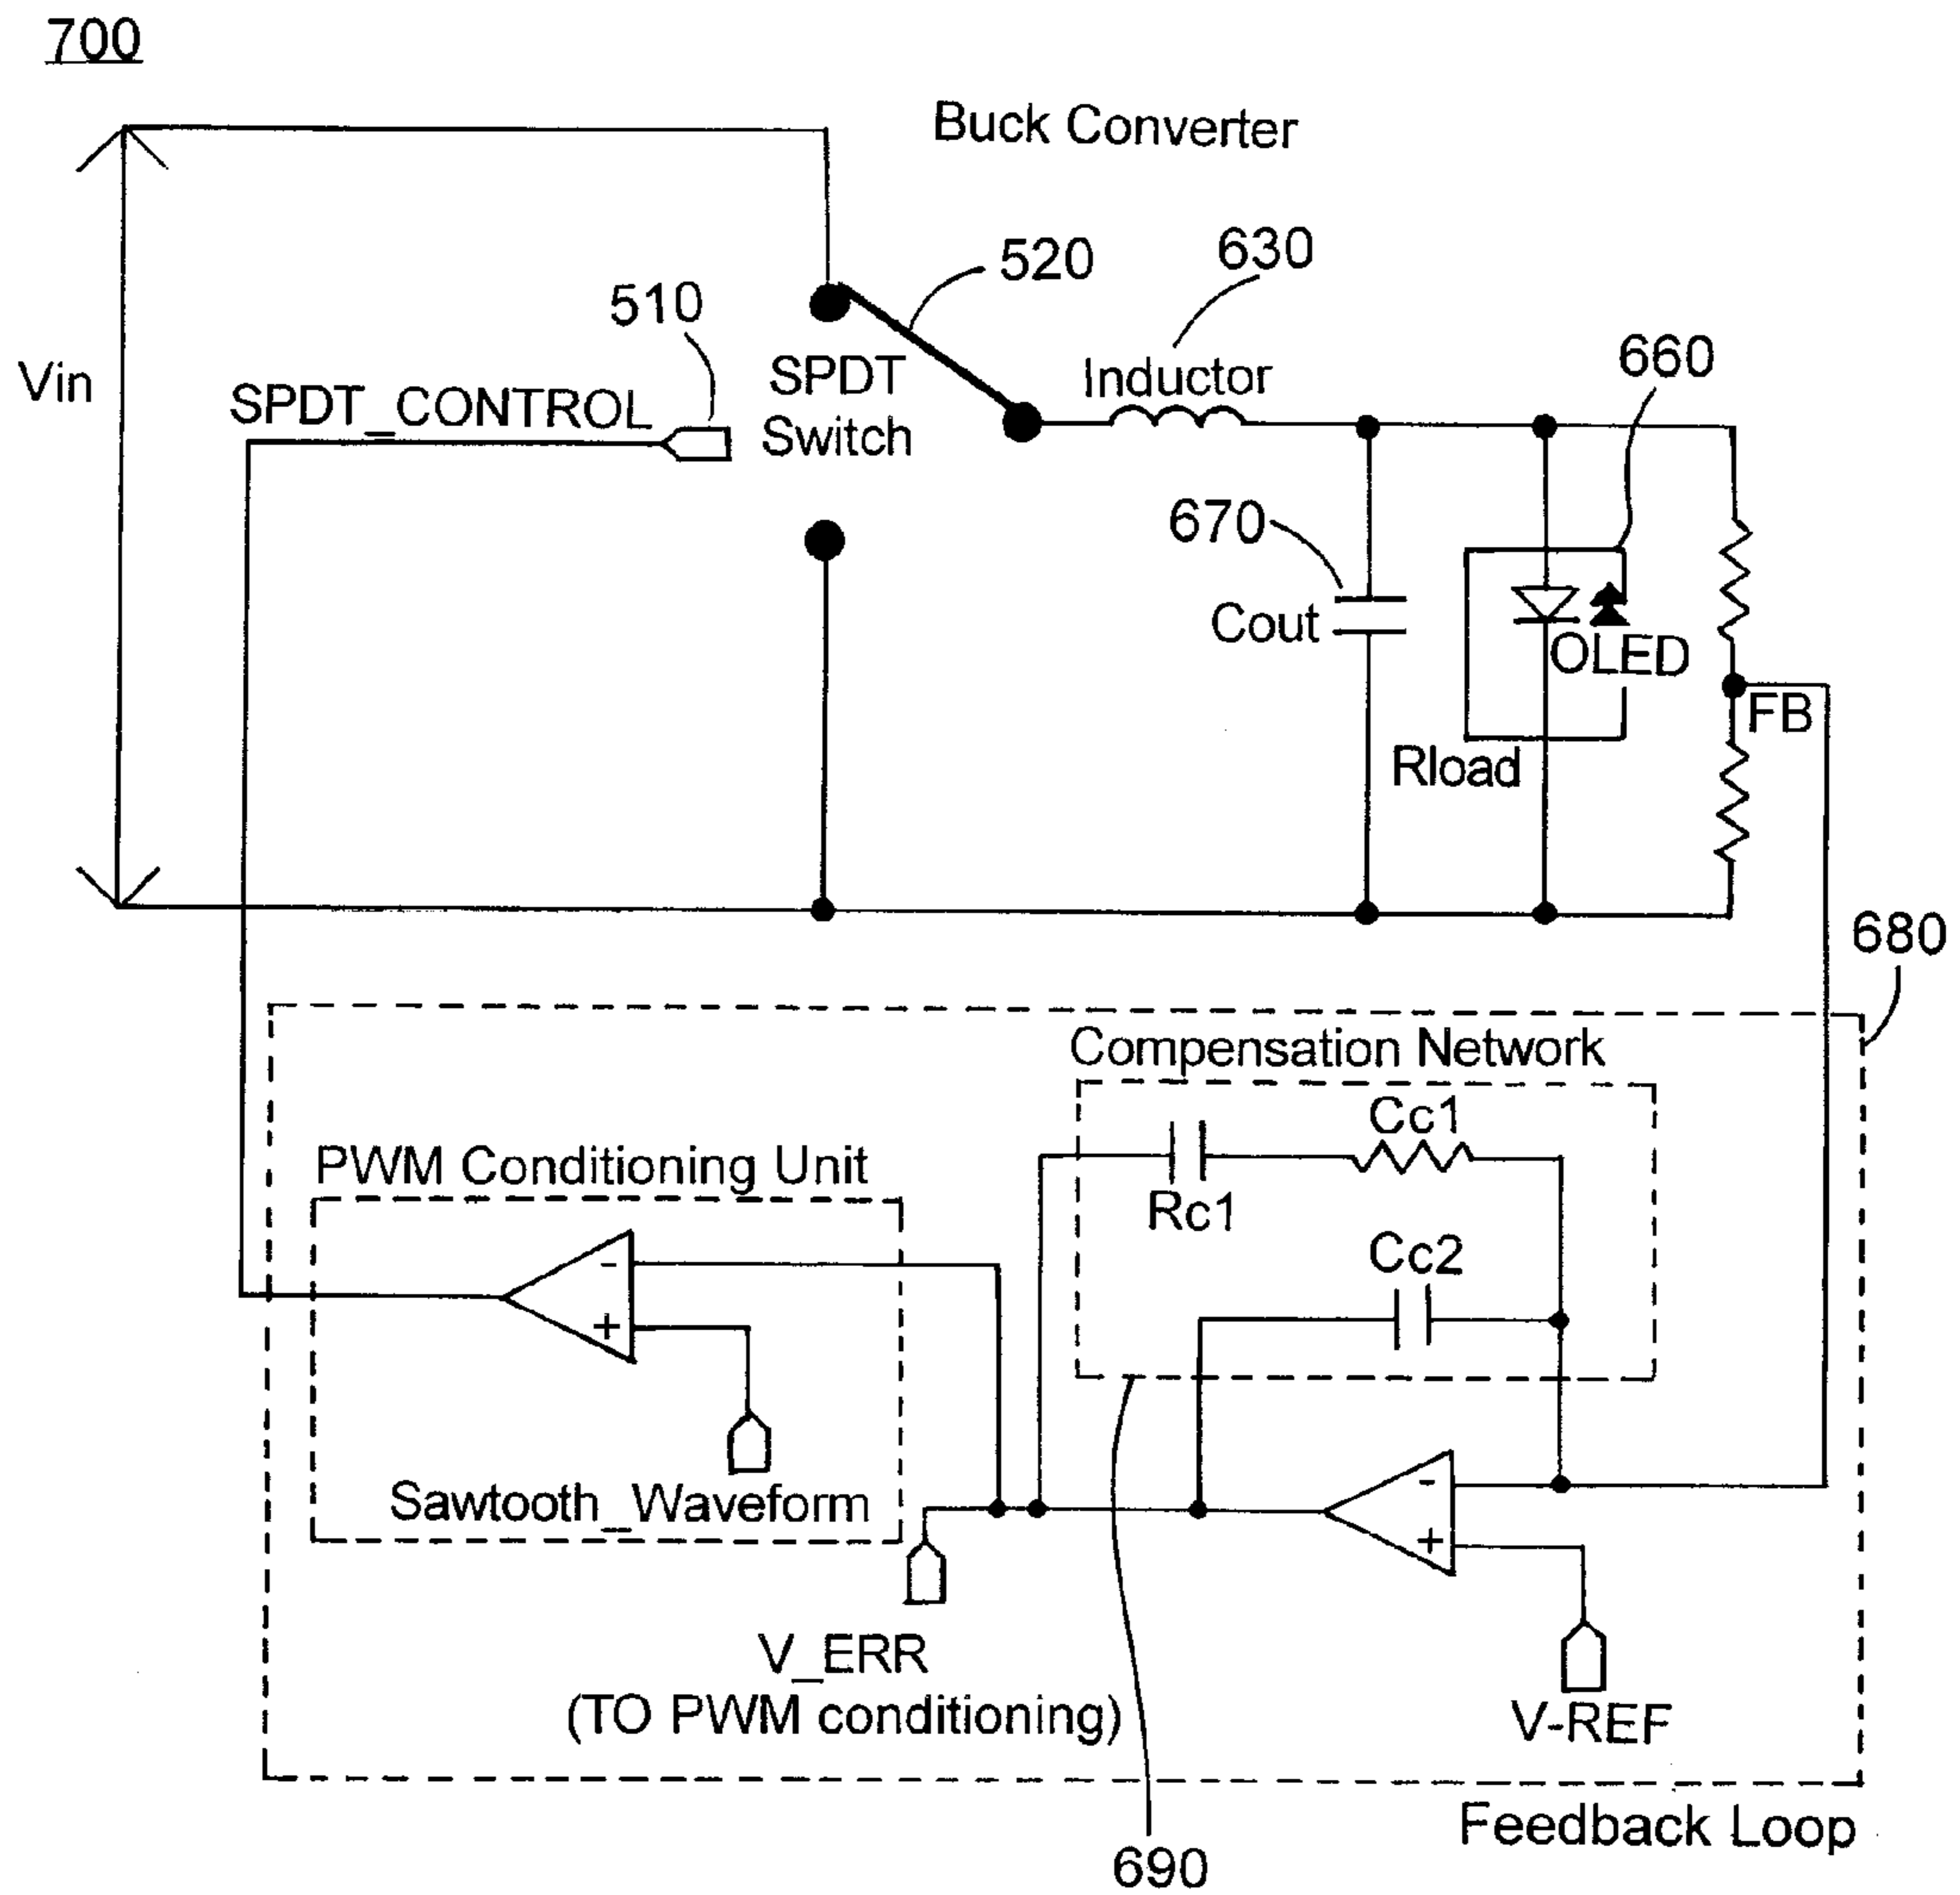 700
Buck Converter
520
630
510
660
Vin
SPDT_CONTROL
SPDT
Switch
Inductor
670
Cout
OLED
FB
Rload
680
Compensation Network
Cc1
PWM Conditioning Unit
Rc1
Cc2
-
+
Sawtooth_Waveform
-
+
V_ERR
(TO PWM conditioning)
V-REF
Feedback Loop
690